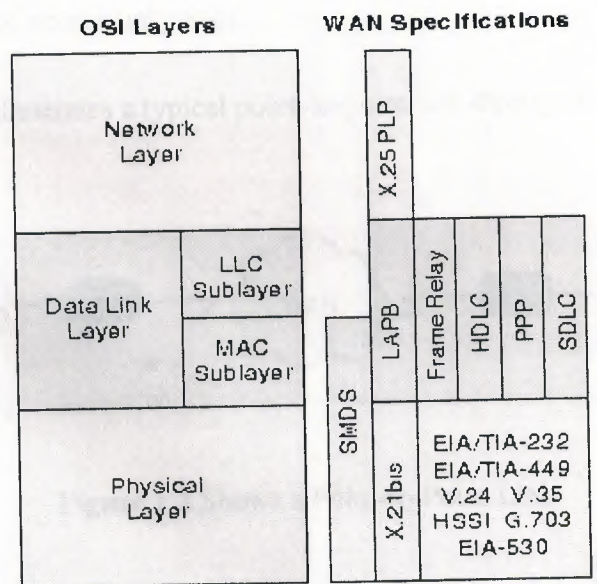 OSI Layers
WAN Specifications
Network
Layer
Data Link
Layer
LLC
Sublayer
MAC
Sublayer
Physical
Layer
X.25 PLP
LAPB
Frame Relay
HDLC
PPP
SDLC
SMDS
X.21bis
EIA/TIA-232
EIA/TIA-449
V.24 V.35
HSSI G.703
EIA-530